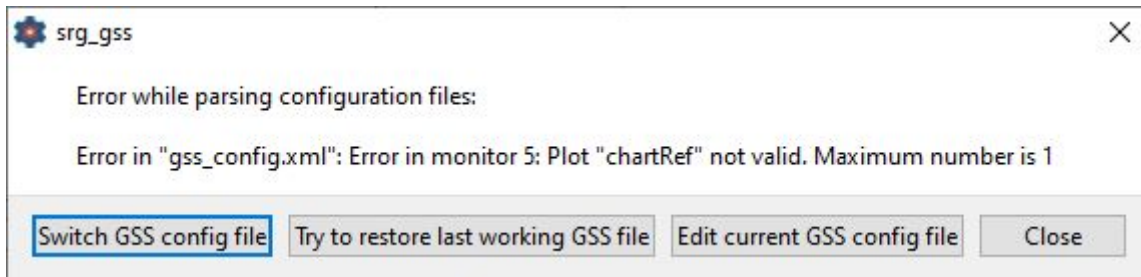 srg_gss
Error while parsing configuration files:
Error in "gss_config.xml": Error in monitor 5: Plot "chartRef" not valid. Maximum number is 1
Switch GSS config file Try to restore last working GSS file Edit current GSS config file Close